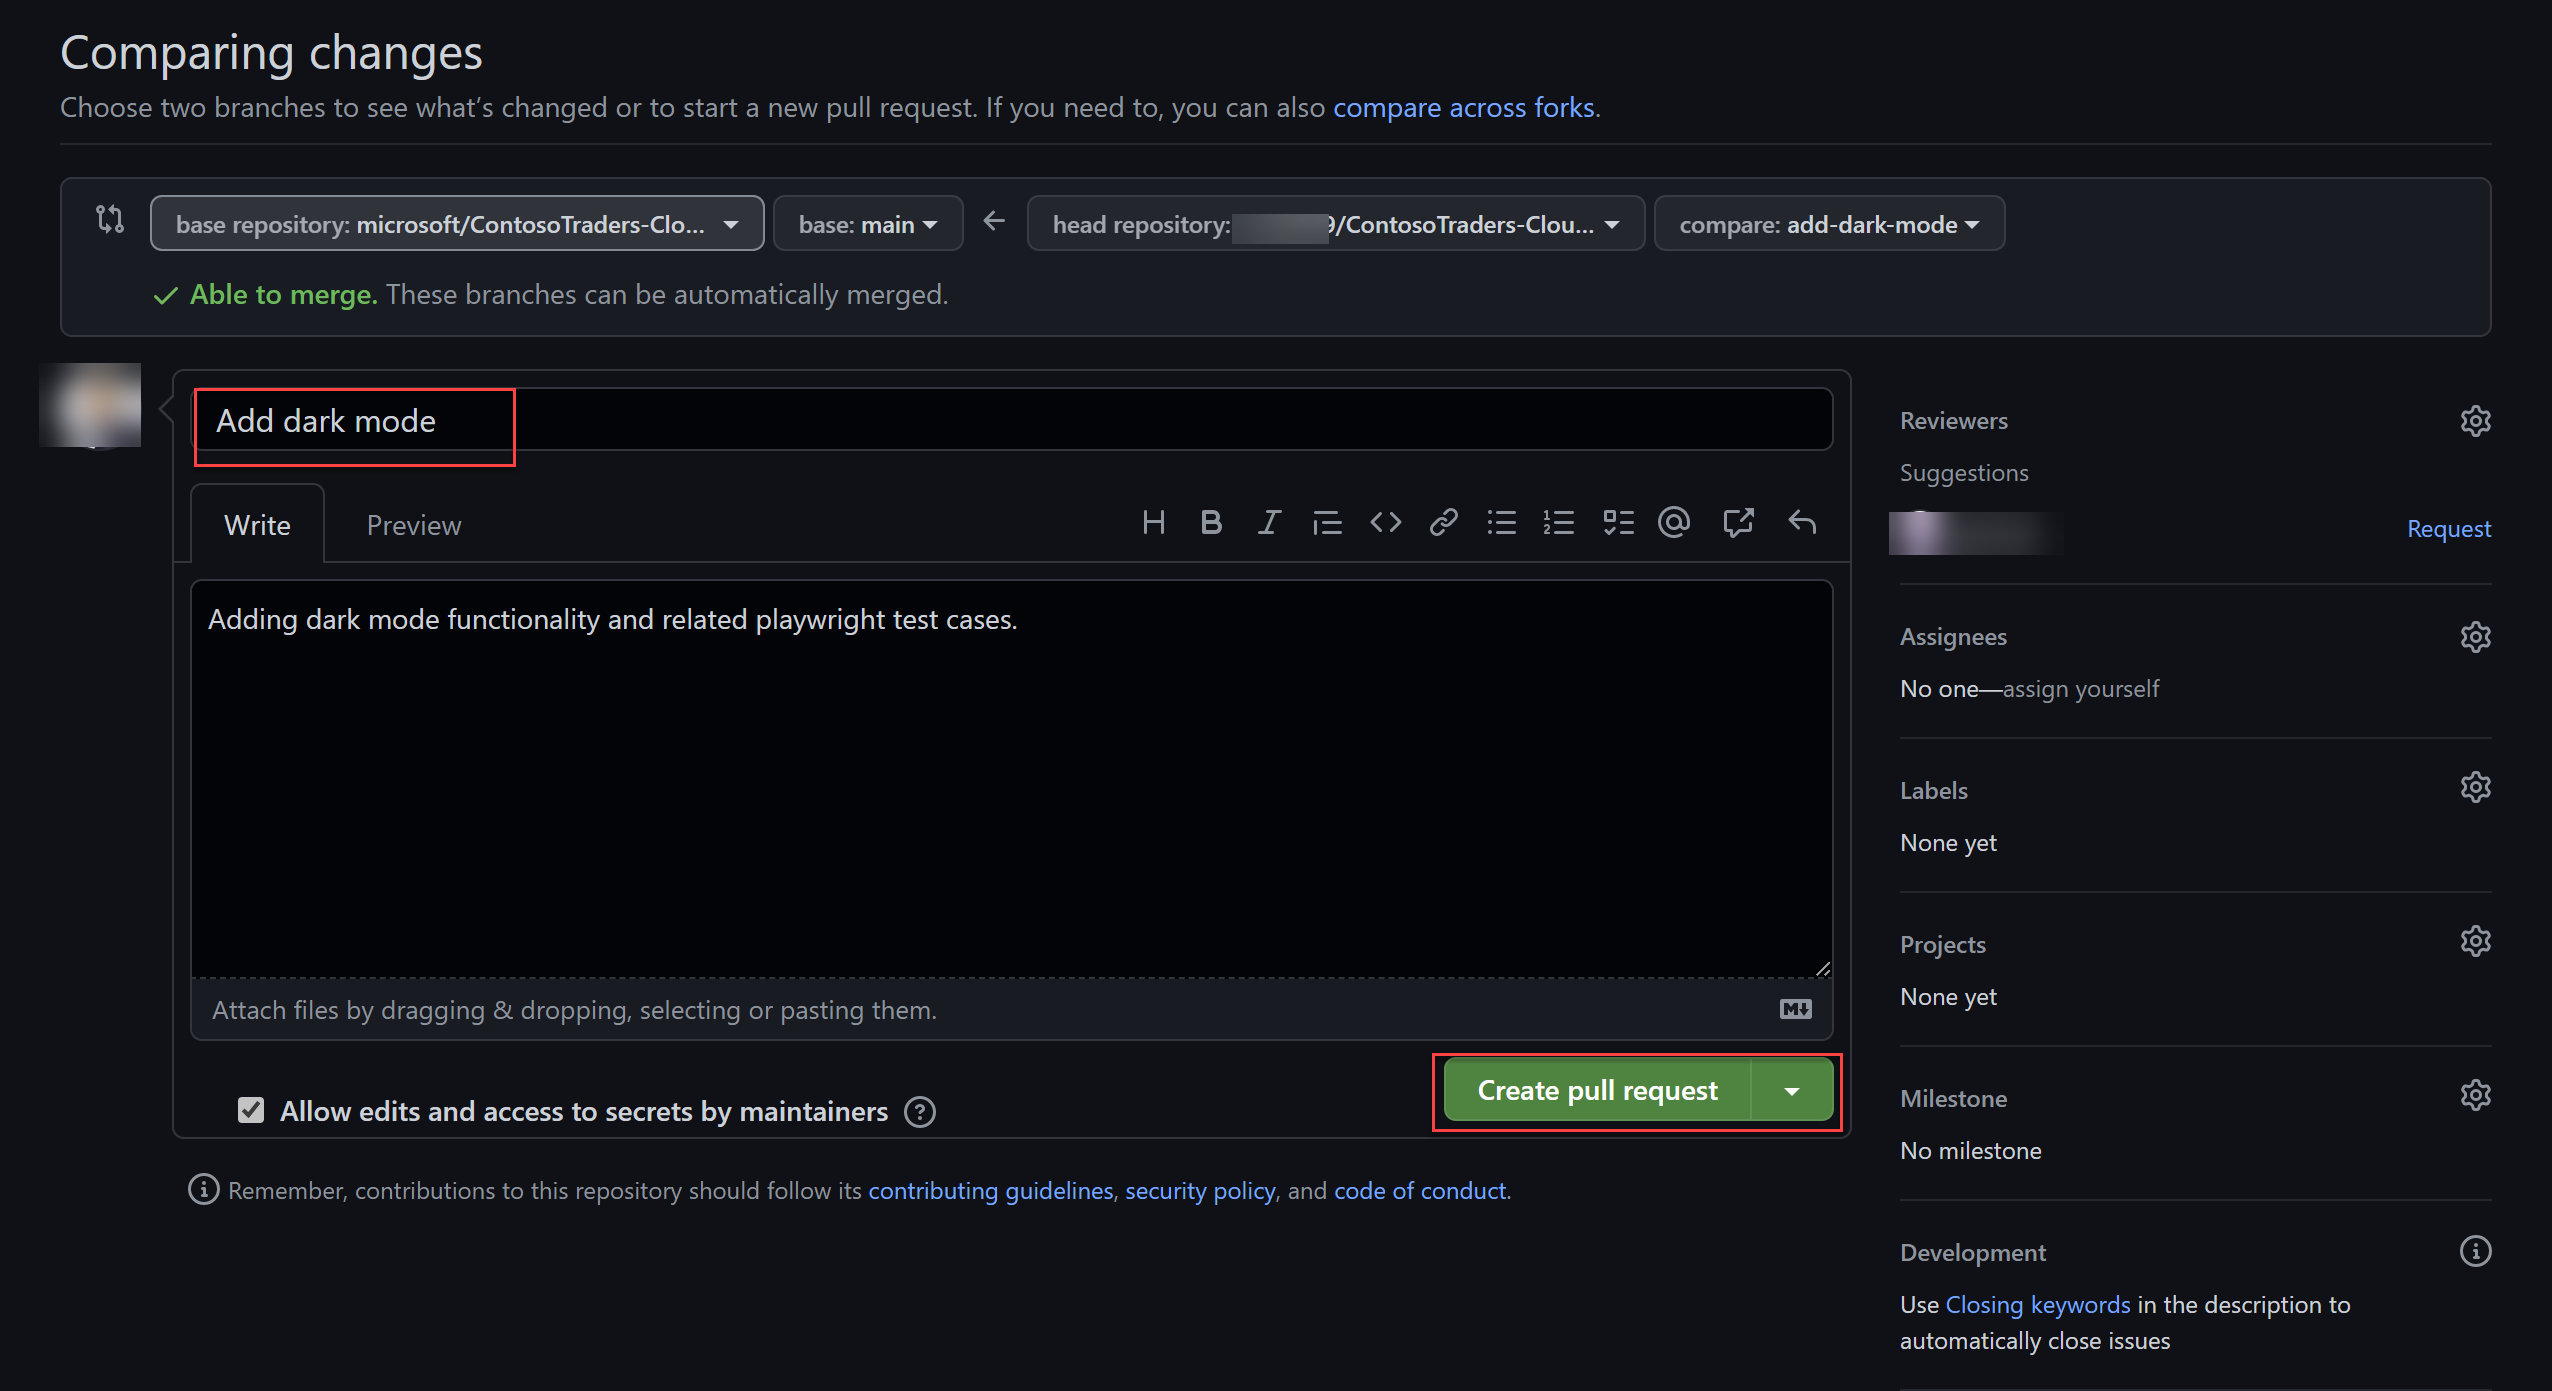 Comparing changes
Choose two branches to see what's changed or to start a new pull request. If you need to, you can also compare across forks.
base repository: microsoft/ContosoTraders-Clo... base: main head repository: 9/ContosoTraders-Clou... compare: add-dark-mode
Able to merge. These branches can be automatically merged.
Add dark mode
Write Preview
Adding dark mode functionality and related playwright test cases.
Attach files by dragging & dropping, selecting or pasting them.
Allow edits and access to secrets by maintainers
Create pull request
Remember, contributions to this repository should follow its contributing guidelines, security policy, and code of conduct.
Reviewers
Suggestions
Request
Assignees
No one—assign yourself
Labels
None yet
Projects
None yet
Milestone
No milestone
Development
Use Closing keywords in the description to
automatically close issues